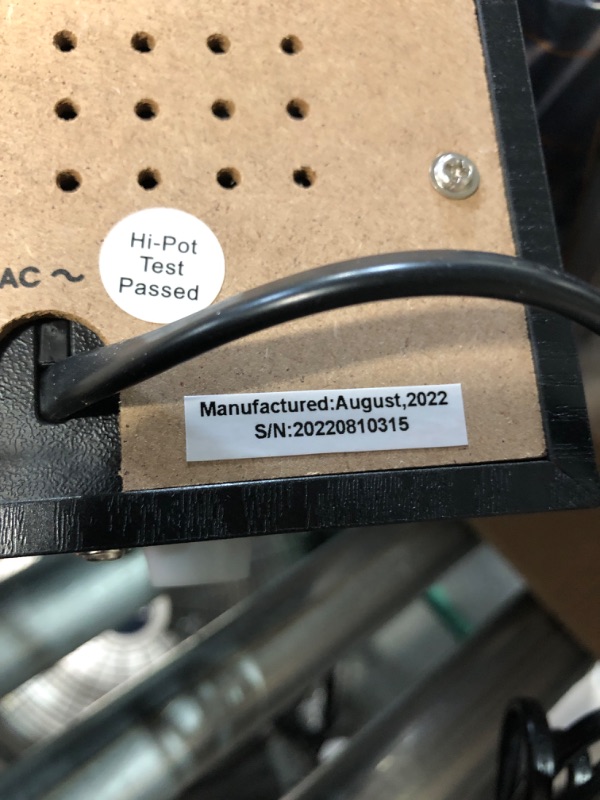 Hi-Pot
Test
Passed
AC ~
Manufactured:August,2022
S/N:20220810315